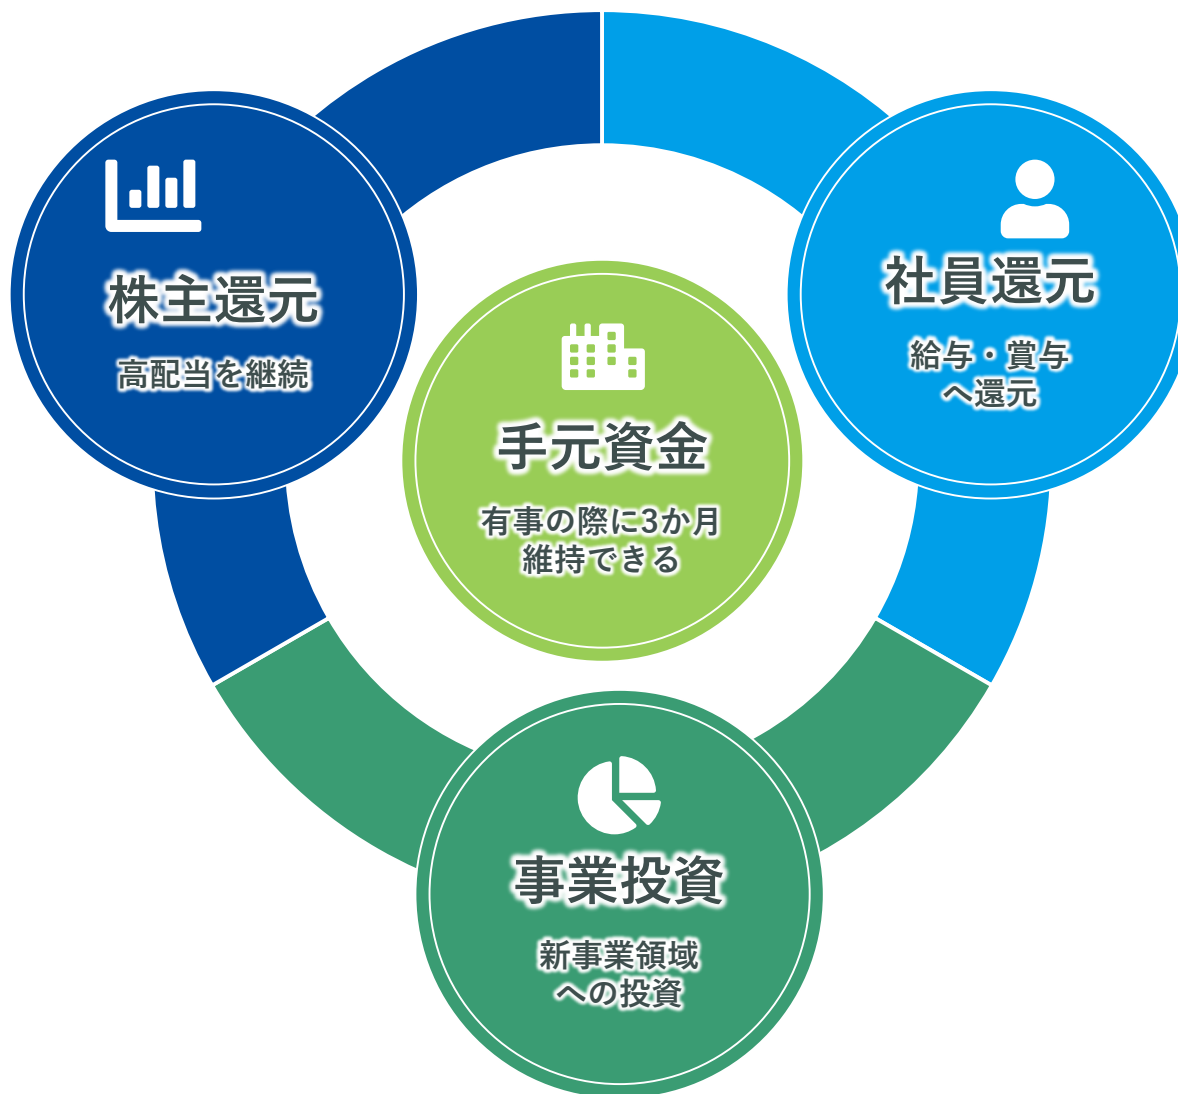 株主還元
高配当を継続
社員還元
給与・賞与
へ還元
手元資金
有事の際に3か月
維持できる
事業投資
新事業領域
への投資